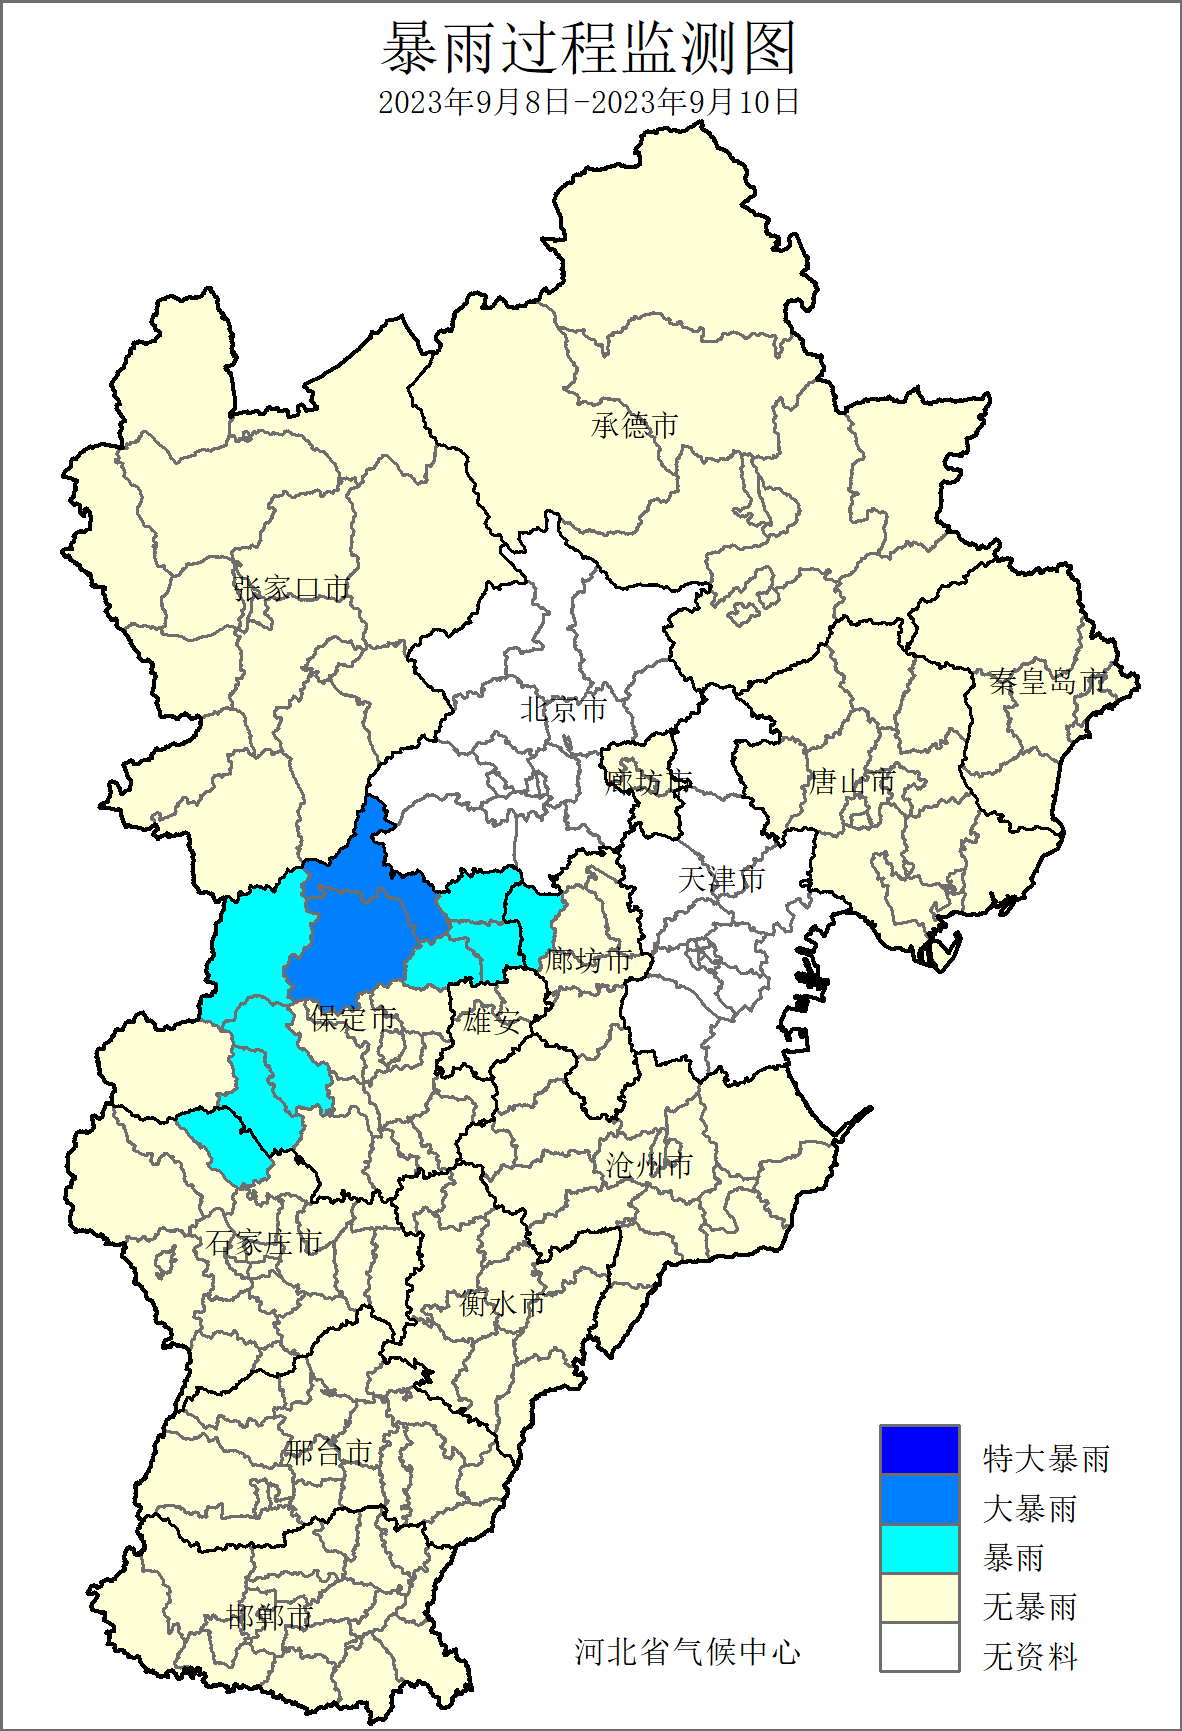 暴雨过程监测图
2023年9月8日-2023年9月10日
承德市
张家口市
秦皇岛市
北京市
廊坊市
唐山市
天津市
廊坊市
保定市
雄安
沧州市
石家庄市
衡水市
邢台市
邯郸市
特大暴雨
大暴雨
暴雨
无暴雨
无资料
河北省气候中心